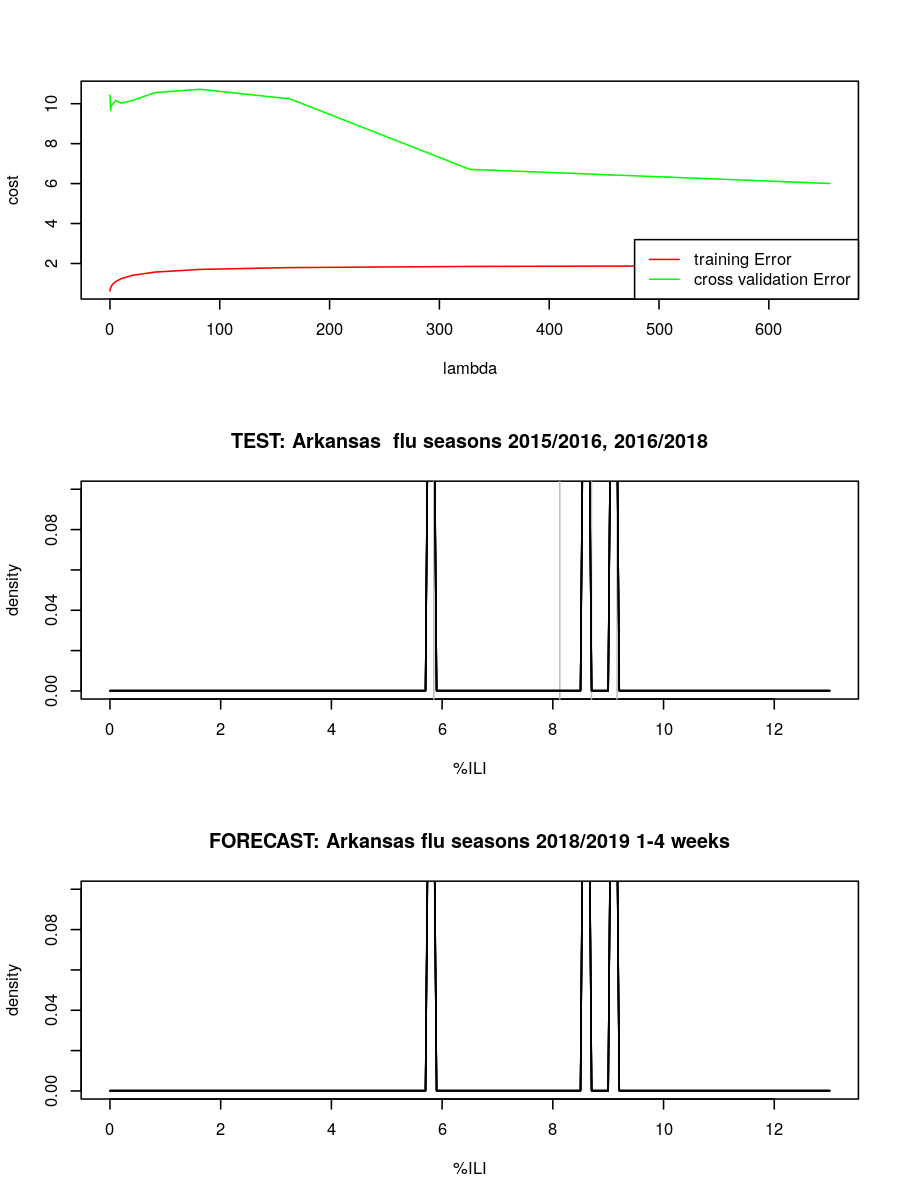 10
8
6
4
2
cost
training Error
cross validation Error
0 100 200 300 400 500 600
lambda
TEST: Arkansas  flu seasons 2015/2016, 2016/2018
0.08
0.04
0.00
density
0 2 4 6 8 10 12
%ILI
FORECAST: Arkansas flu seasons 2018/2019 1-4 weeks
0.08
0.04
0.00
density
0 2 4 6 8 10 12
%ILI